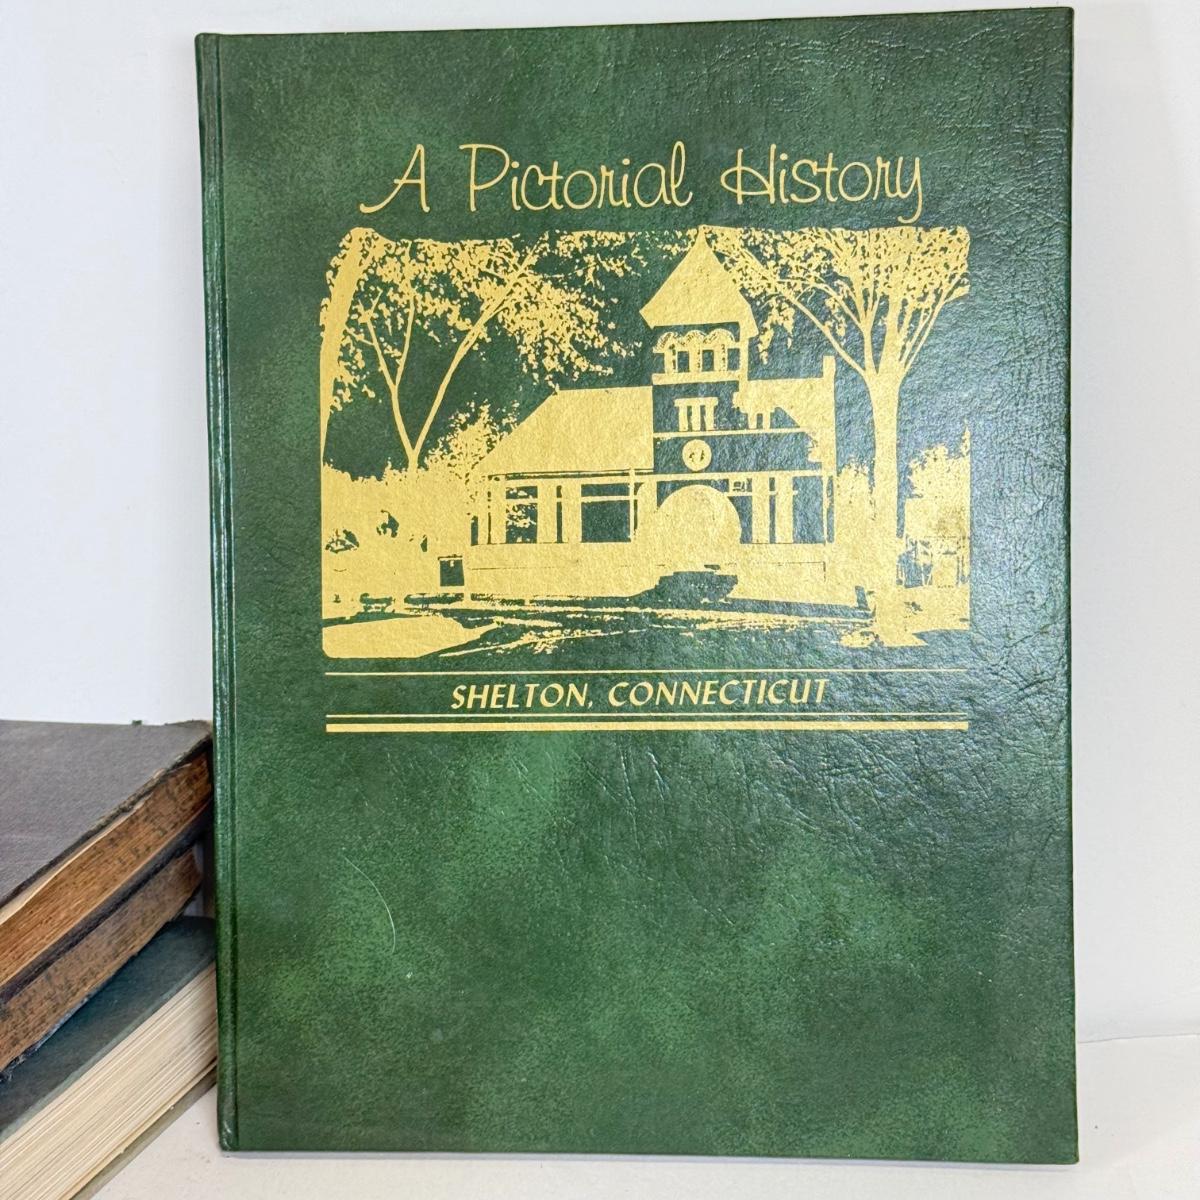 A Pictorial History
SHELTON, CONNECTICUT